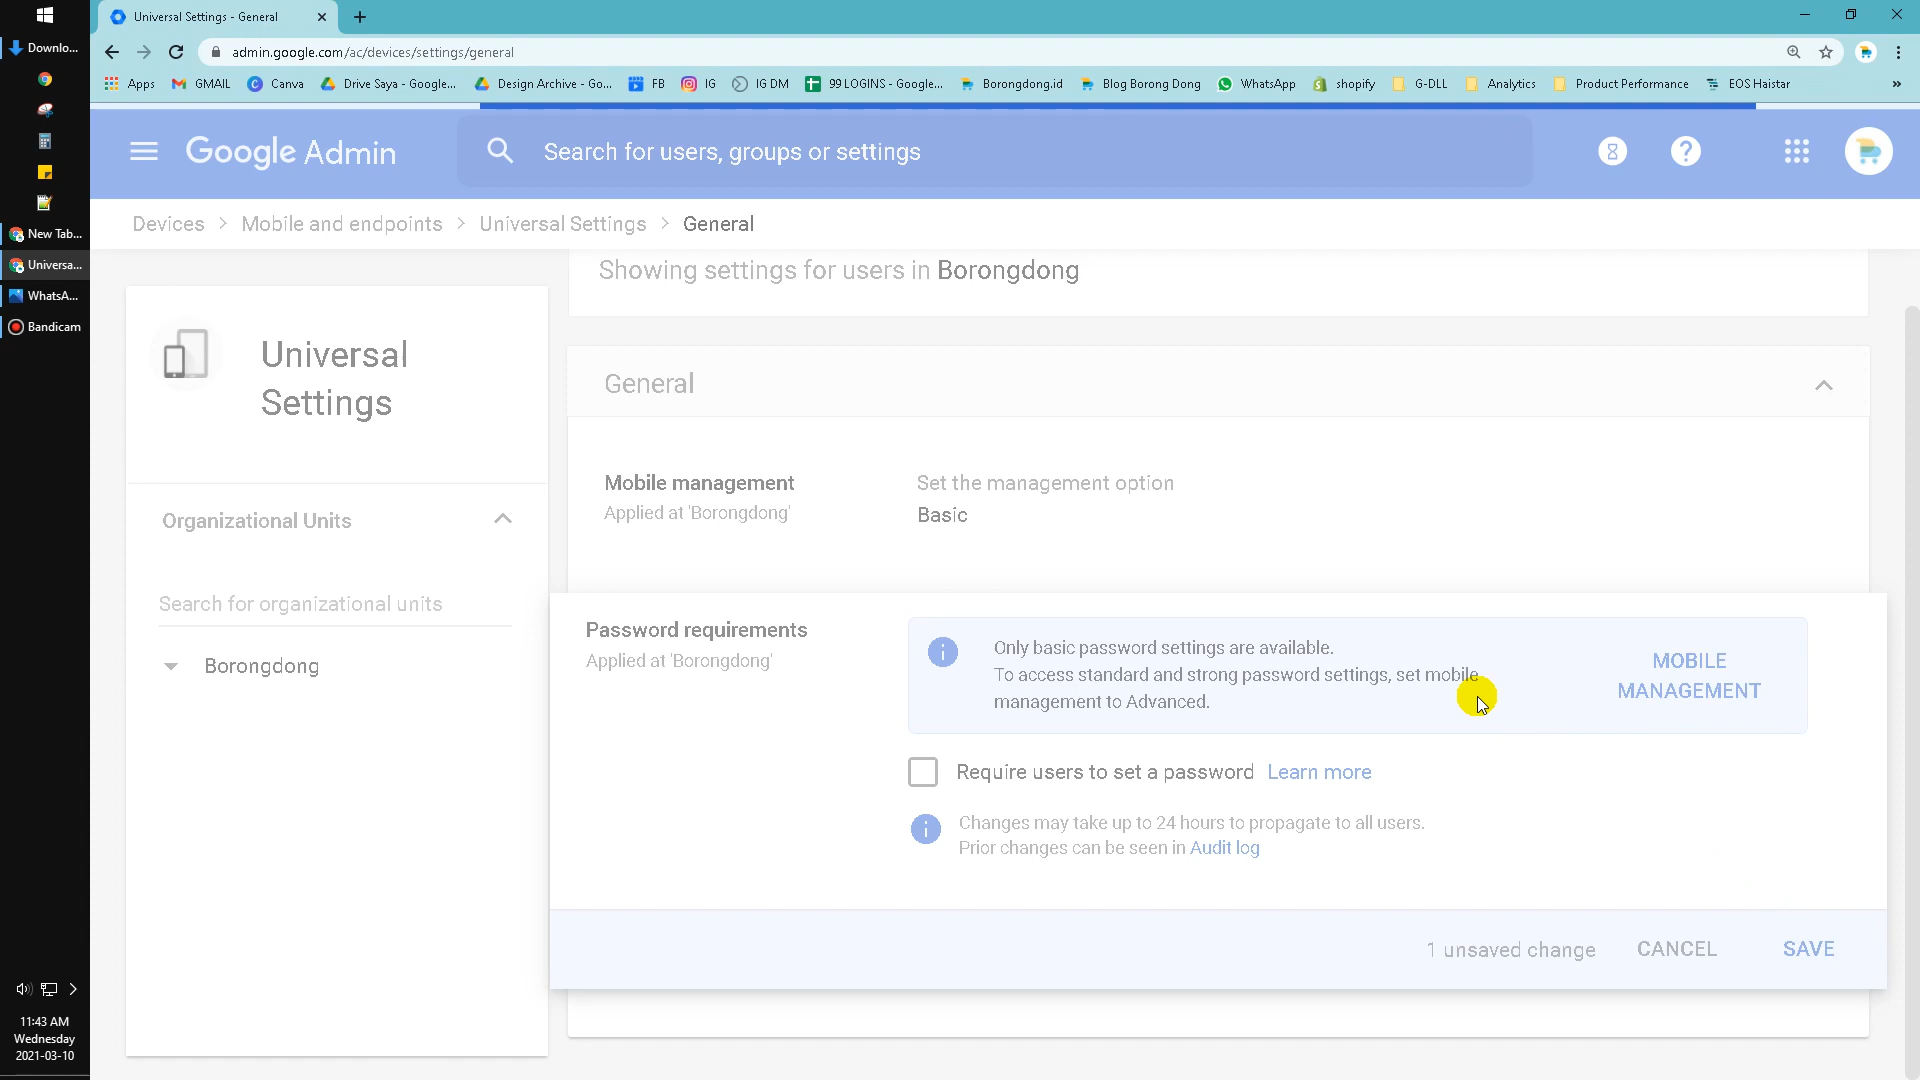 Universal Settings - General
Downlo...
admin.google.com/ac/devices/settings/general
Apps
GMAIL
Canva
Drive Saya - Google...
Design Archive - Go...
FB
IG
IG DM
99 LOGINS - Google...
Borongdong.id
Blog Borong Dong
WhatsApp
shopify
G-DLL
Analytics
Product Performance
EOS Haistar
»
Google Admin
Search for users, groups or settings
New Tab...
Universa...
WhatsA...
Bandicam
Devices > Mobile and endpoints > Universal Settings > General
Showing settings for users in Borongdong
Universal
Settings
General
Mobile management
Applied at 'Borongdong'
Set the management option
Basic
Organizational Units
Search for organizational units
Borongdong
Password requirements
Applied at 'Borongdong'
Only basic password settings are available.
To access standard and strong password settings, set mobile
management to Advanced.
MOBILE
MANAGEMENT
Require users to set a password Learn more
Changes may take up to 24 hours to propagate to all users.
Prior changes can be seen in Audit log
1 unsaved change
CANCEL
SAVE
11:43 AM
Wednesday
2021-03-10